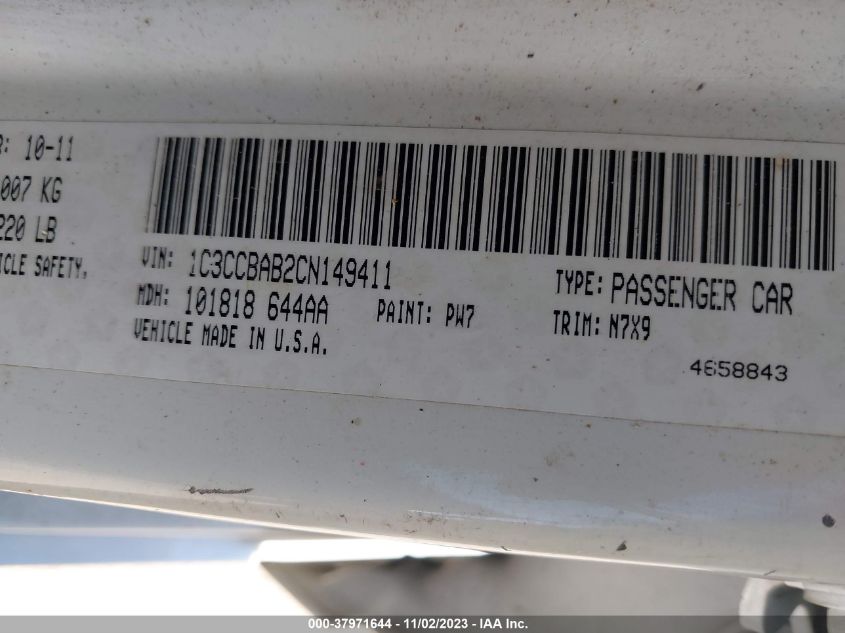 R: 10-11
007 KG
220 LB
ICLE SAFETY,
VIN: 1C3CCBAB2CN149411
TYPE: PASSENGER CAR
MDH: 101818 644AA
PAINT: PW7
TRIM: N7X9
VEHICLE MADE IN U.S.A.
4658843
000-37971644 - 11/02/2023 - IAA Inc.